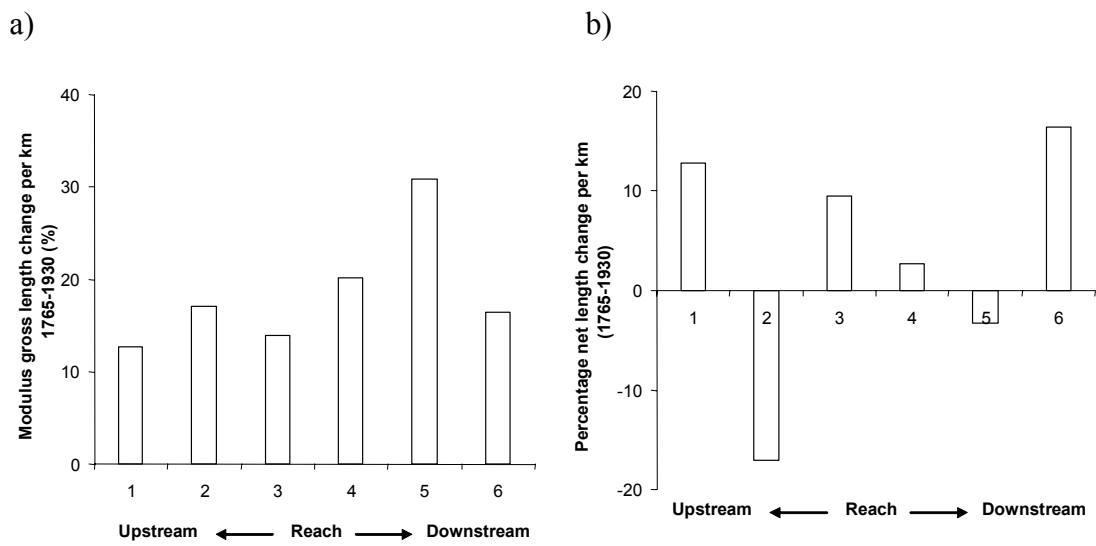 a)
Modulus gross length change per km
1765-1930 (%)
40
30
20
10
0
1 2 3 4 5 6
Upstream Reach Downstream
b)
Percentage net length change per km
(1765-1930)
20
10
0
-10
-20
1 2 3 4 5 6
Upstream Reach Downstream